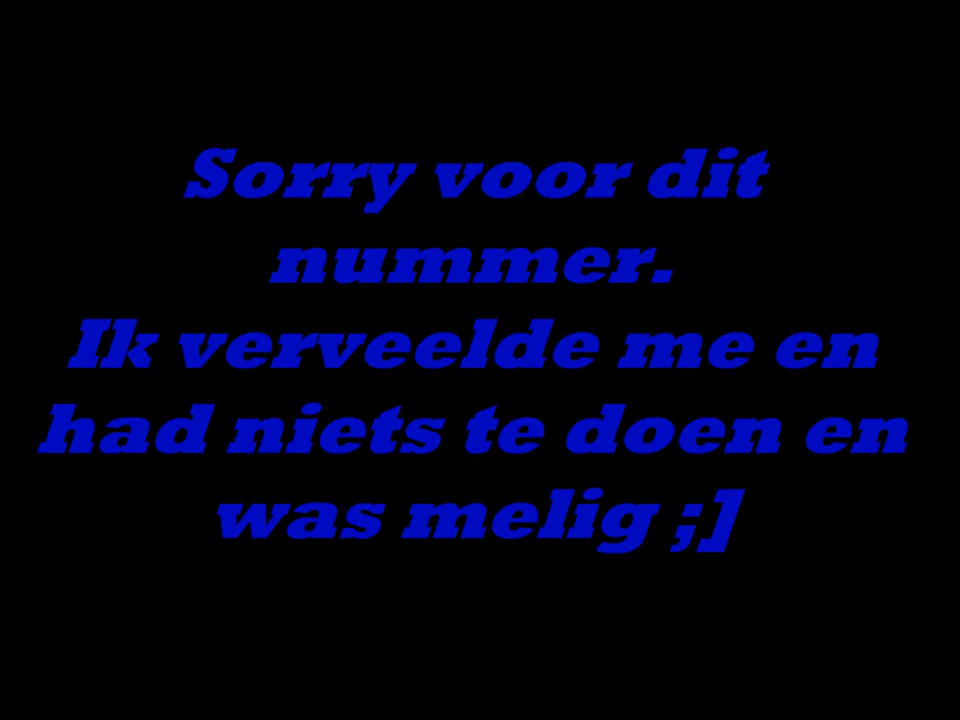 Sorry voor dit
nummer.
Ik verveelde me en
had niets te doen en
was melig ;]